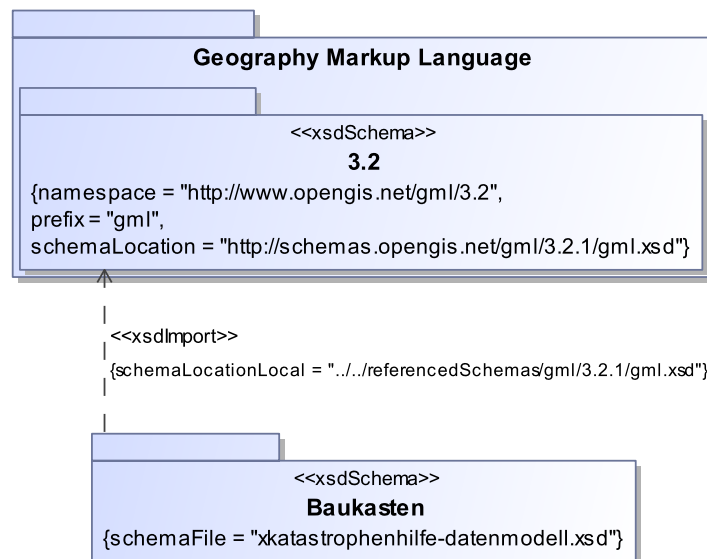 Geography Markup Language
<<xsdSchema>>
3.2
{namespace = "http://www.opengis.net/gml/3.2",
prefix = "gml",
schemaLocation = "http://schemas.opengis.net/gml/3.2.1/gml.xsd"}
<<xsdImport>>
{schemaLocationLocal = "../../referencedSchemas/gml/3.2.1/gml.xsd"}
<<xsdSchema>>
Baukasten
{schemaFile = "xkatastrophenhilfe-datenmodell.xsd"}